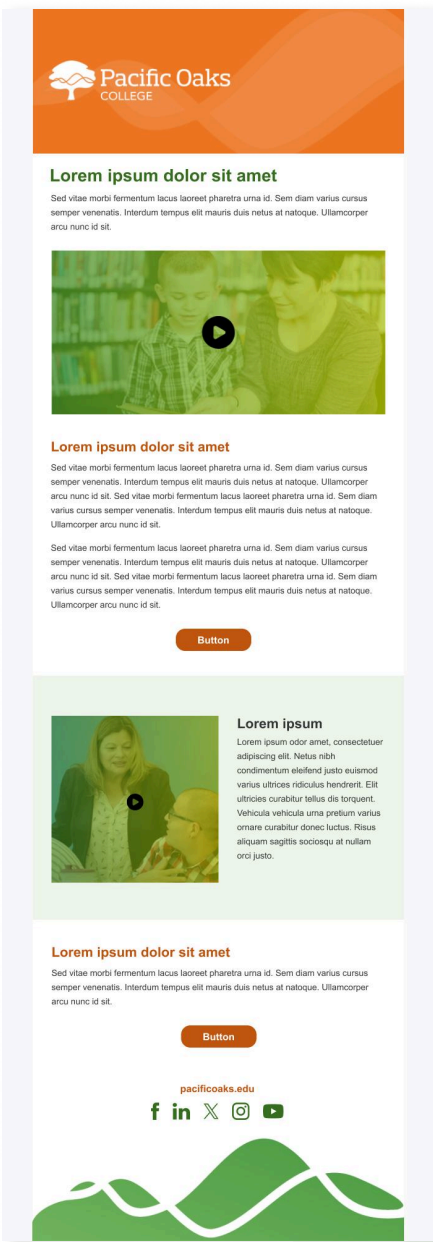 Pacific Oaks
COLLEGE
Lorem ipsum dolor sit amet
Sed vitae morbi fermentum lacus laoreet pharetra urna id. Sem diam varius cursus
semper venenatis. Interdum tempus elit mauris duis netus at natoque. Ullamcorper
arcu nunc id sit.
Lorem ipsum dolor sit amet
Sed vitae morbi fermentum lacus laoreet pharetra urna id. Sem diam varius cursus
semper venenatis. Interdum tempus elit mauris duis netus at natoque. Ullamcorper
arcu nunc id sit. Sed vitae morbi fermentum lacus laoreet pharetra urna id. Sem diam
varius cursus semper venenatis. Interdum tempus elit mauris duis netus at natoque.
Ullamcorper arcu nunc id sit.
Sed vitae morbi fermentum lacus laoreet pharetra urna id. Sem diam varius cursus
semper venenatis. Interdum tempus elit mauris duis netus at natoque. Ullamcorper
arcu nunc id sit. Sed vitae morbi fermentum lacus laoreet pharetra urna id. Sem diam
varius cursus semper venenatis. Interdum tempus elit mauris duis netus at natoque.
Ullamcorper arcu nunc id sit.
Button
Lorem ipsum
Lorem ipsum odor amet, consectetuer
adipiscing elit. Netus nibh
condimentum eleifend justo euismod
varius ultrices ridiculus hendrerit. Elit
ultricies curabitur tellus dis torquent.
Vehicula vehicula urna pretium varius
ornare curabitur donec luctus. Risus
aliquam sagittis sociosqu at nullam
orci justo.
Lorem ipsum dolor sit amet
Sed vitae morbi fermentum lacus laoreet pharetra urna id. Sem diam varius cursus
semper venenatis. Interdum tempus elit mauris duis netus at natoque. Ullamcorper
arcu nunc id sit.
Button
pacificoaks.edu